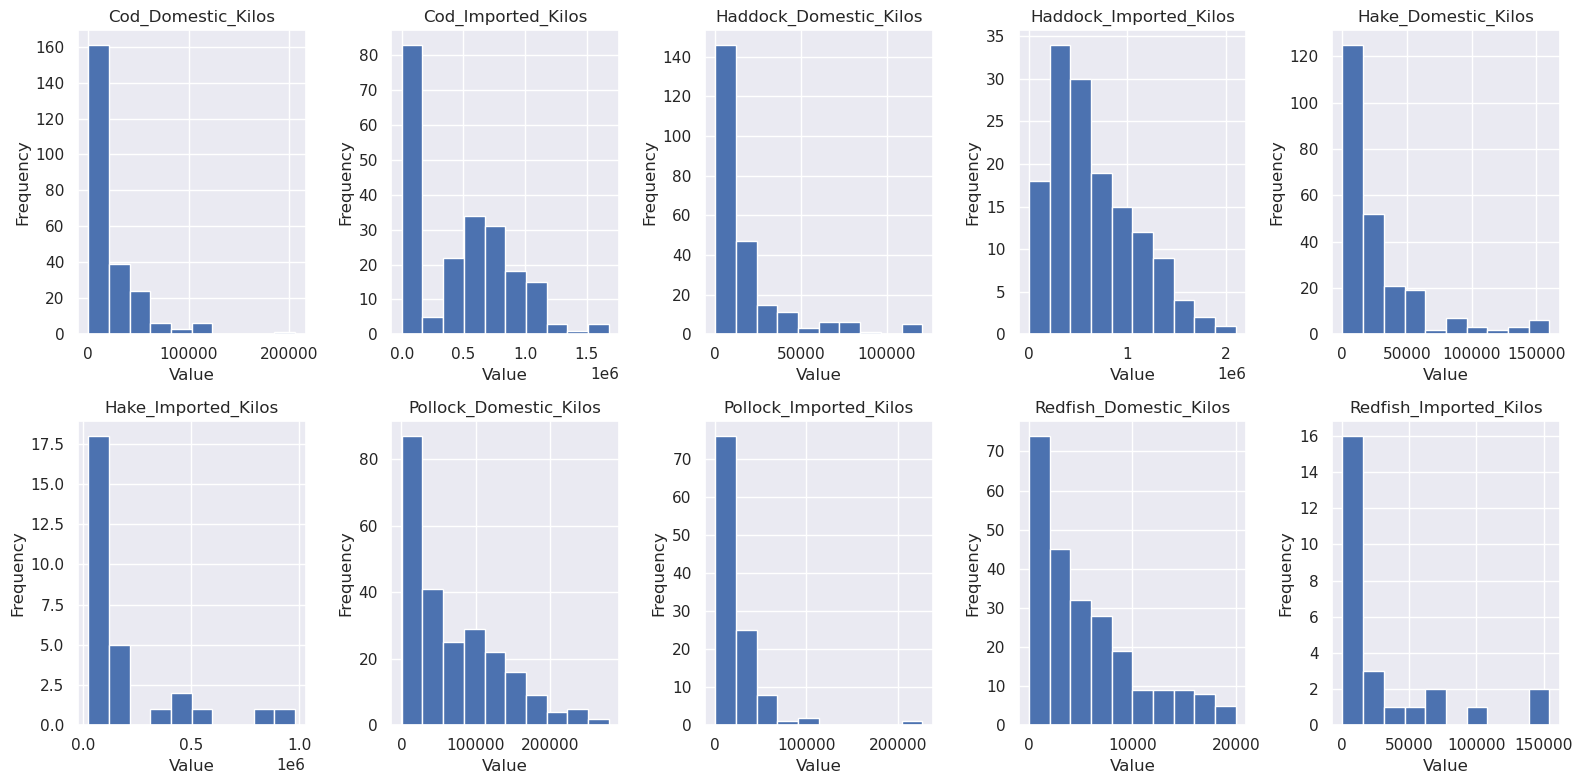 Cod_Domestic_Kilos
160
140
120
100
80
60
40
20
0
Frequency
0 100000 200000
Value
Cod_Imported_Kilos
80
70
60
50
40
30
20
10
0
Frequency
0.0 0.5 1.0 1.5
Value
1e6
Haddock_Domestic_Kilos
140
120
100
80
60
40
20
0
Frequency
0 50000 100000
Value
Haddock_Imported_Kilos
35
30
25
20
15
10
5
0
Frequency
0 1 2
Value
1e6
Hake_Domestic_Kilos
120
100
80
60
40
20
0
Frequency
0 50000 100000 150000
Value
Hake_Imported_Kilos
17.5
15.0
12.5
10.0
7.5
5.0
2.5
0.0
Frequency
0.0 0.5 1.0
Value
1e6
Pollock_Domestic_Kilos
80
60
40
20
0
Frequency
0 100000 200000
Value
Pollock_Imported_Kilos
70
60
50
40
30
20
10
0
Frequency
0 100000 200000
Value
Redfish_Domestic_Kilos
70
60
50
40
30
20
10
0
Frequency
0 10000 20000
Value
Redfish_Imported_Kilos
16
14
12
10
8
6
4
2
0
Frequency
0 50000 100000 150000
Value